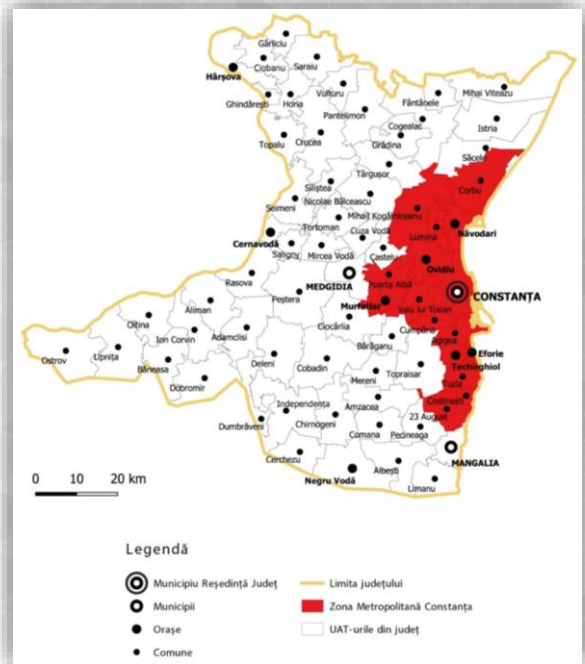 Gârliciu
Ciobanu
Saraiu
Hârșova
Ghindărești
Horia
Vulturu
Pantelimon
Fântânele
Mihai Viteazu
Topalu
Crucea
Cogealac
Grădina
Istria
Târgușor
Săcele
Siliștea
Nicolae Bălcescu
Corbu
Seimeni
Tortoman
Mihail Kogălniceanu
Cuza Vodă
Lumina
Năvodari
Cernavodă
Saligny
Mircea Vodă
Castelu
Ovidiu
Rasova
MEDGIDIA
Poarta Albă
Peștera
Murfatlar
Valu lui Traian
CONSTANȚA
Oltina
Aliman
Ciocârlia
Cumpăna
Agigea
Ostrov
Lipnița
Ion Corvin
Adamclisi
Bărăganu
Eforie
Băneasa
Deleni
Cobadin
Topraisar
Techirghiol
Dobromir
Mereni
Tuzla
Independența
Amzacea
Costinești
Dumbrăveni
Chirnogeni
23 August
Comana
Pecineaga
Cerchezu
Negru Vodă
Albești
MANGALIA
Limanu
0 10 20 km
Legendă
Municipiu Reședință Județ
Limita județului
Municipii
Zona Metropolitană Constanța
Orașe
UAT-urile din județ
Comune